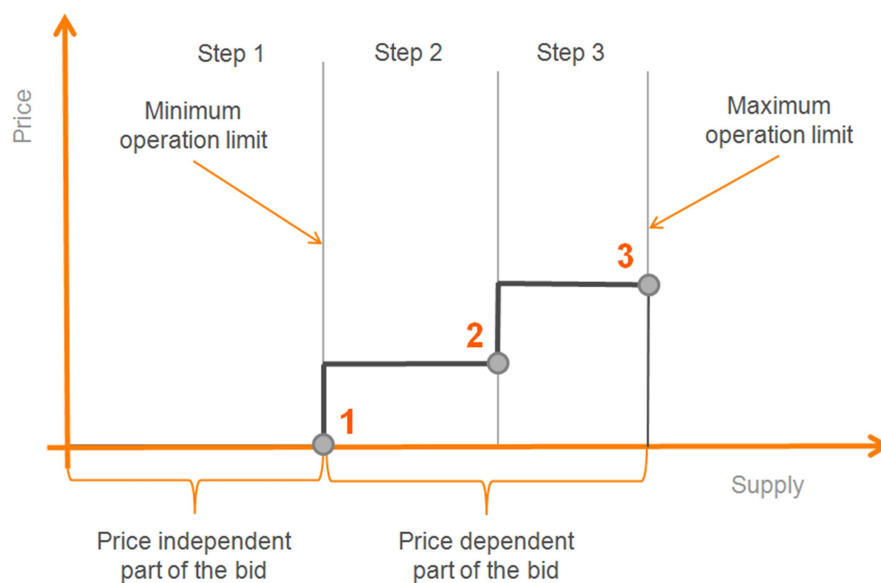 Step 1
Step 2
Step 3
Price
Minimum
operation limit
Maximum
operation limit
3
2
1
Supply
Price independent
part of the bid
Price dependent
part of the bid